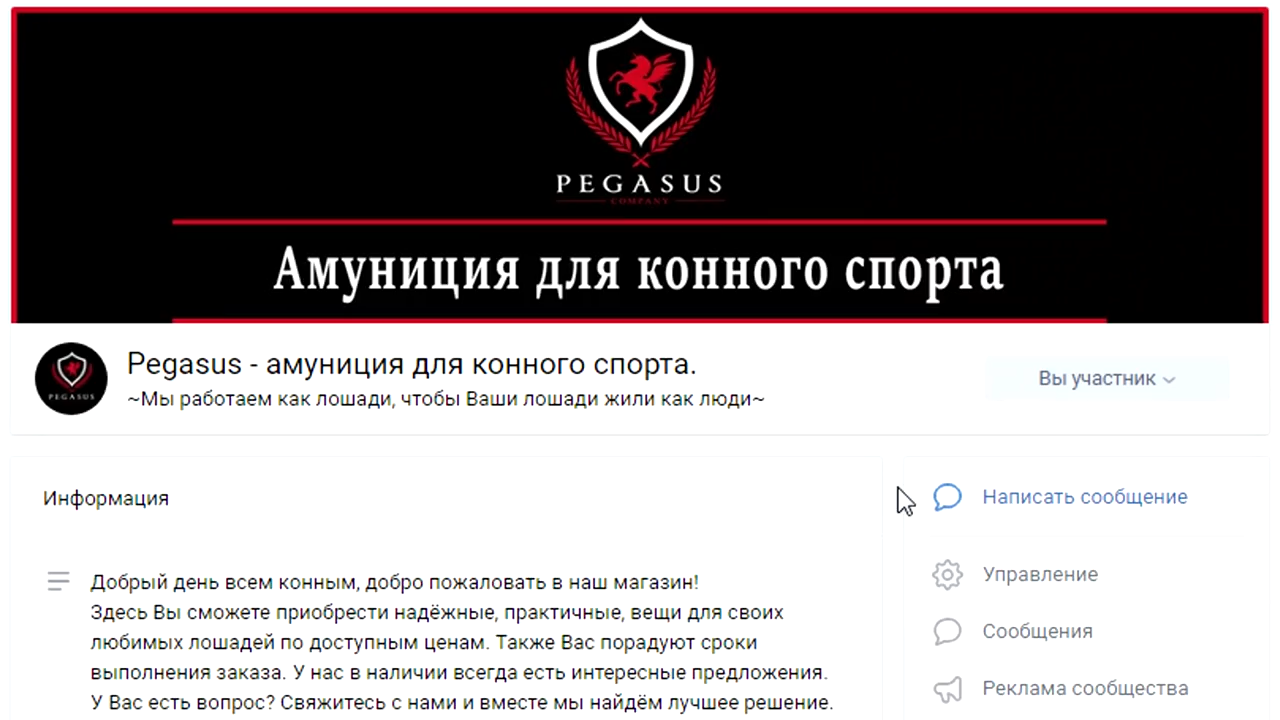 PEGASUS
COMPANY
Амуниция для конного спорта
PEGASUS
Pegasus - амуниция для конного спорта.
~Мы работаем как лошади, чтобы Ваши лошади жили как люди~
Вы участник
Информация
Добрый день всем конным, добро пожаловать в наш магазин!
Здесь Вы сможете приобрести надёжные, практичные, вещи для своих
любимых лошадей по доступным ценам. Также Вас порадуют сроки
выполнения заказа. У нас в наличии всегда есть интересные предложения.
У Вас есть вопрос? Свяжитесь с нами и вместе мы найдём лучшее решение.
Написать сообщение
Управление
Сообщения
Реклама сообщества